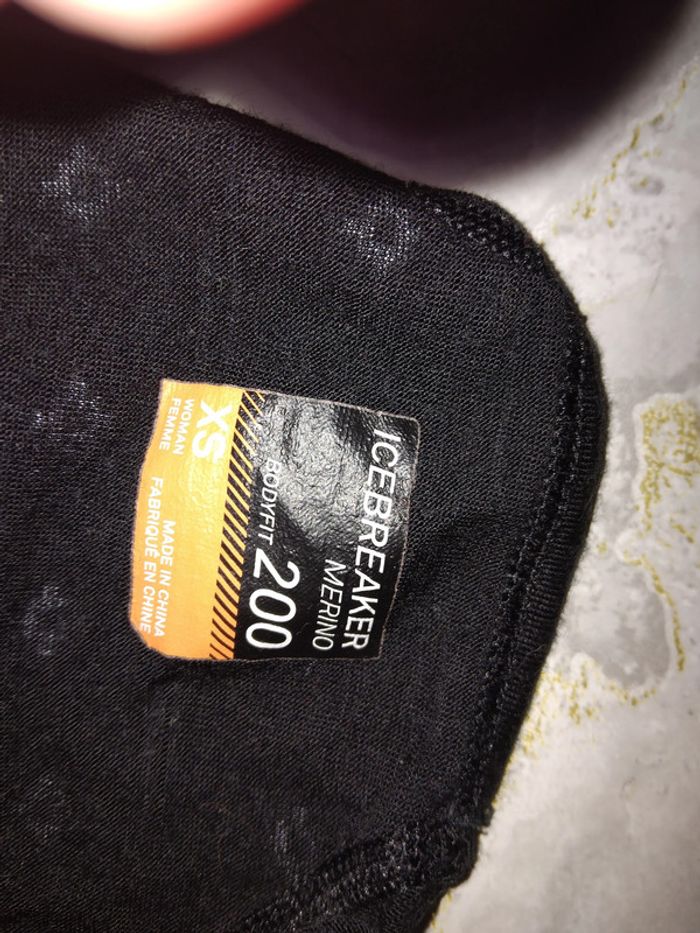 ICEBREAKER
MERINO
BODYFIT 200
XS
WOMAN
FEMME
MADE IN CHINA
FABRIQUÉ EN CHINE